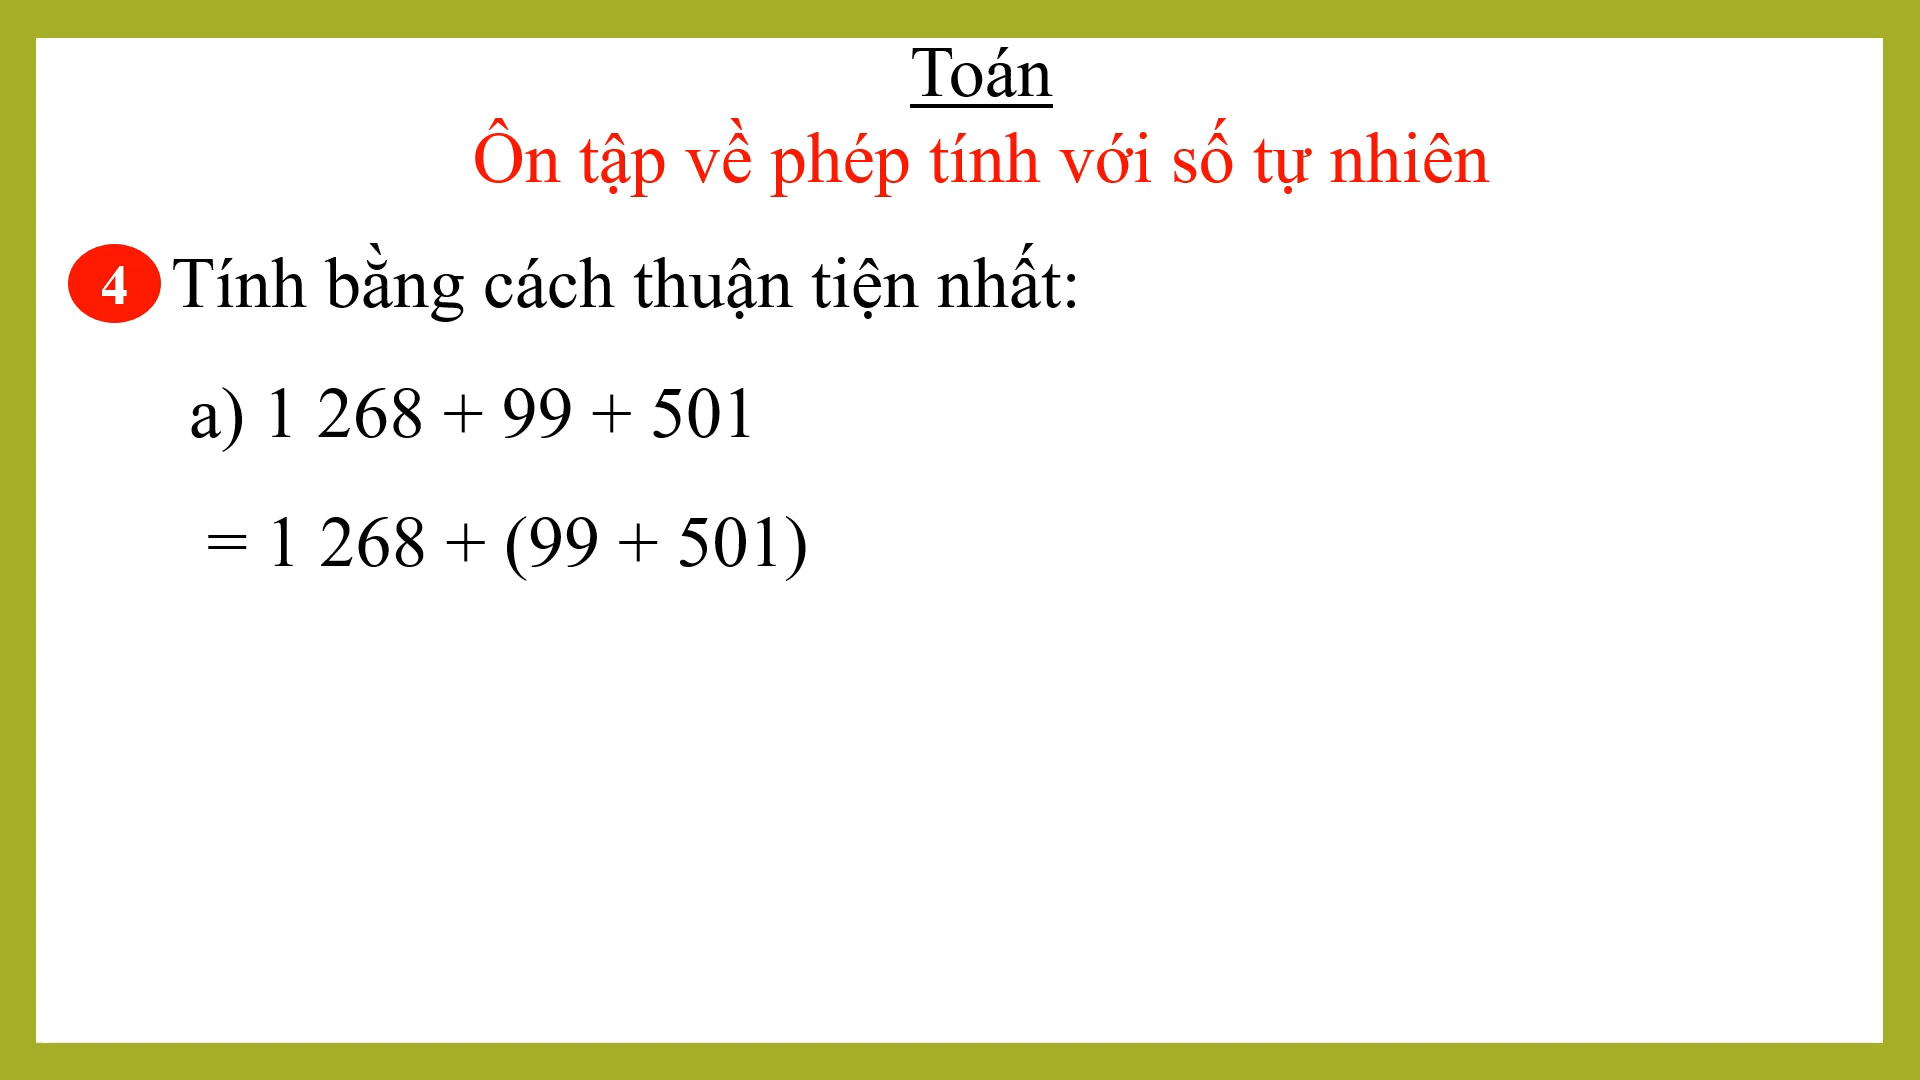 Toán
Ôn tập về phép tính với số tự nhiên
4 Tính bằng cách thuận tiện nhất:
a) 1 268 + 99 + 501
= 1 268 + (99 + 501)